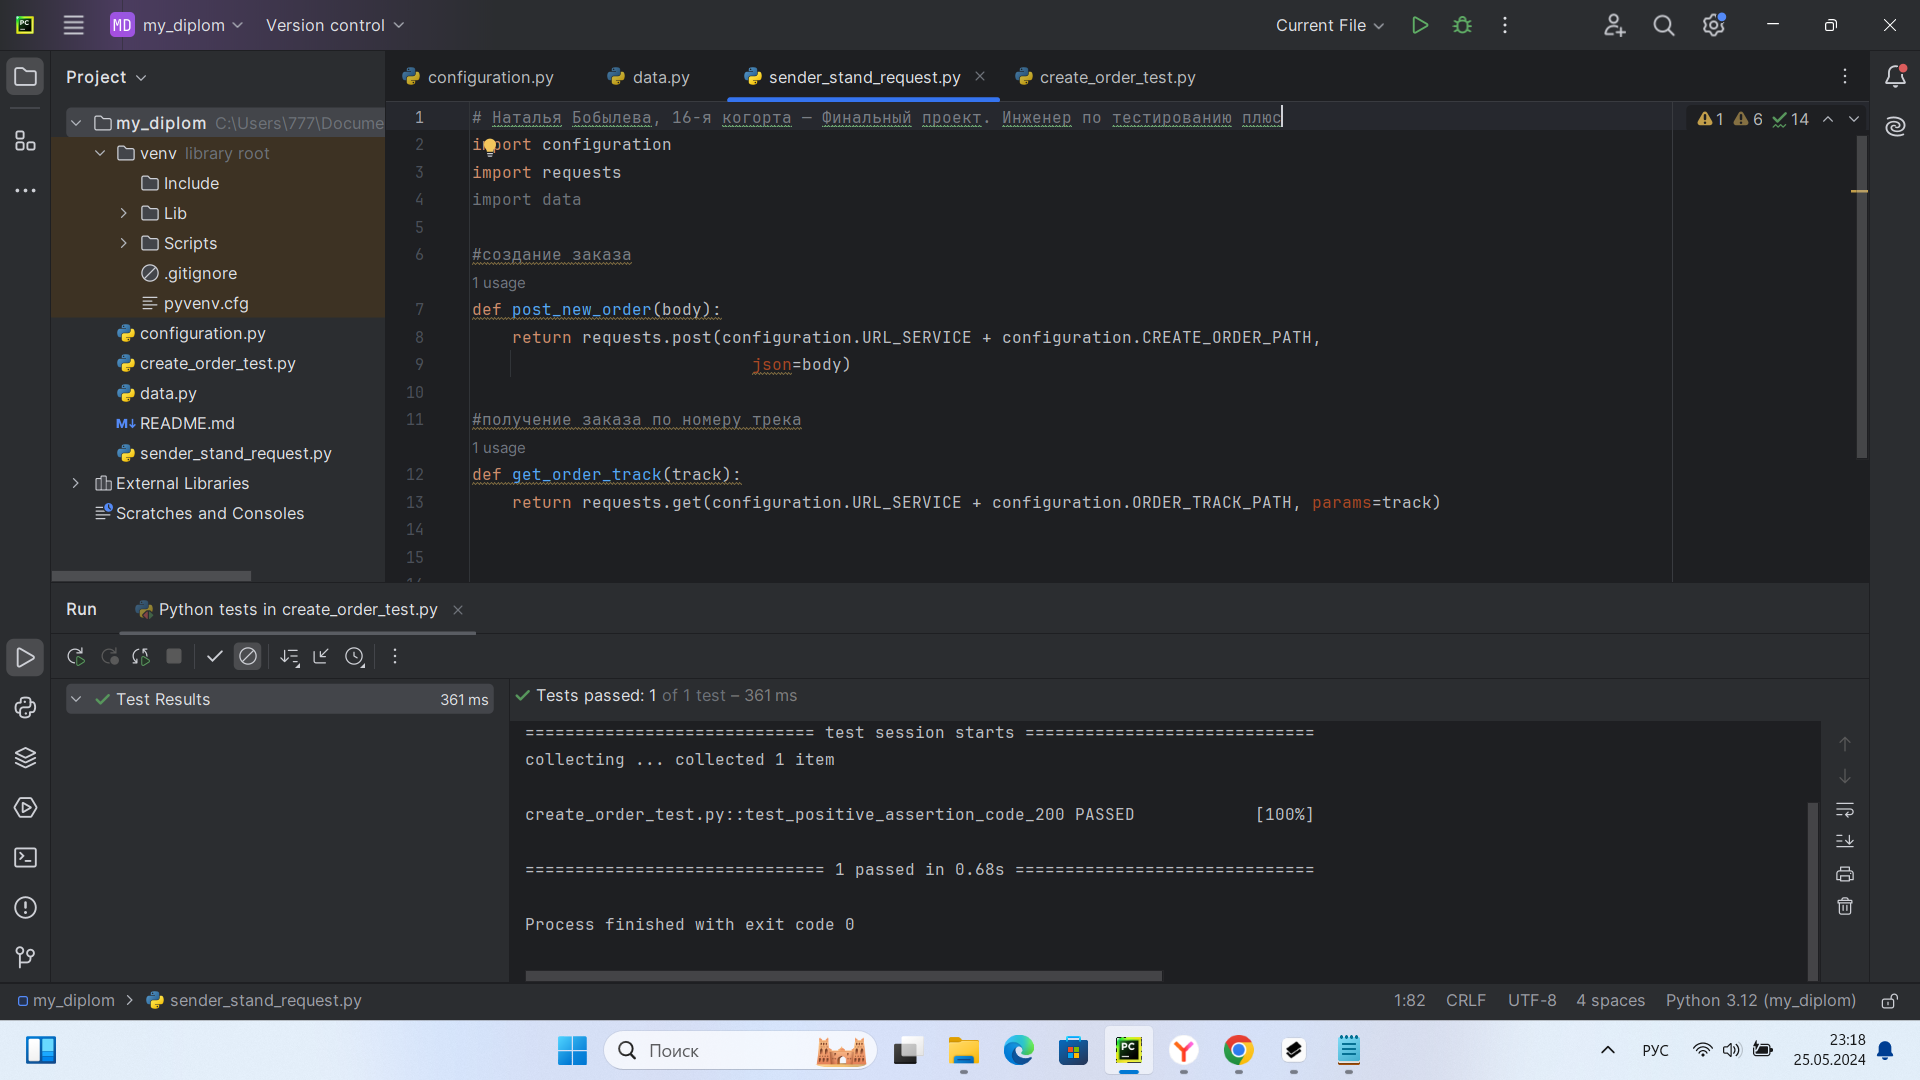 MD my_diplom Version control Current File
Project
configuration.py data.py sender_stand_request.py create_order_test.py
my_diplom C:\Users\777\Docume
venv library root
Include
Lib
Scripts
.gitignore
pyvenv.cfg
configuration.py
create_order_test.py
data.py
README.md
sender_stand_request.py
External Libraries
Scratches and Consoles
1 # Наталья Бобылева, 16-я когорта — Финальный проект. Инженер по тестированию плюс
1 6 14
2 import configuration
3 import requests
4 import data
5
6 #создание заказа
1 usage
7 def post_new_order(body):
8 return requests.post(configuration.URL_SERVICE + configuration.CREATE_ORDER_PATH,
9 json=body)
10
11 #получение заказа по номеру трека
1 usage
12 def get_order_track(track):
13 return requests.get(configuration.URL_SERVICE + configuration.ORDER_TRACK_PATH, params=track)
14
15
Run Python tests in create_order_test.py
Test Results 361 ms
Tests passed: 1 of 1 test – 361 ms
============================= test session starts =============================
collecting ... collected 1 item
create_order_test.py::test_positive_assertion_code_200 PASSED [100%]
============================== 1 passed in 0.68s ==============================
Process finished with exit code 0
my_diplom > sender_stand_request.py
1:82 CRLF UTF-8 4 spaces Python 3.12 (my_diplom)
Поиск
РУС
23:18
25.05.2024